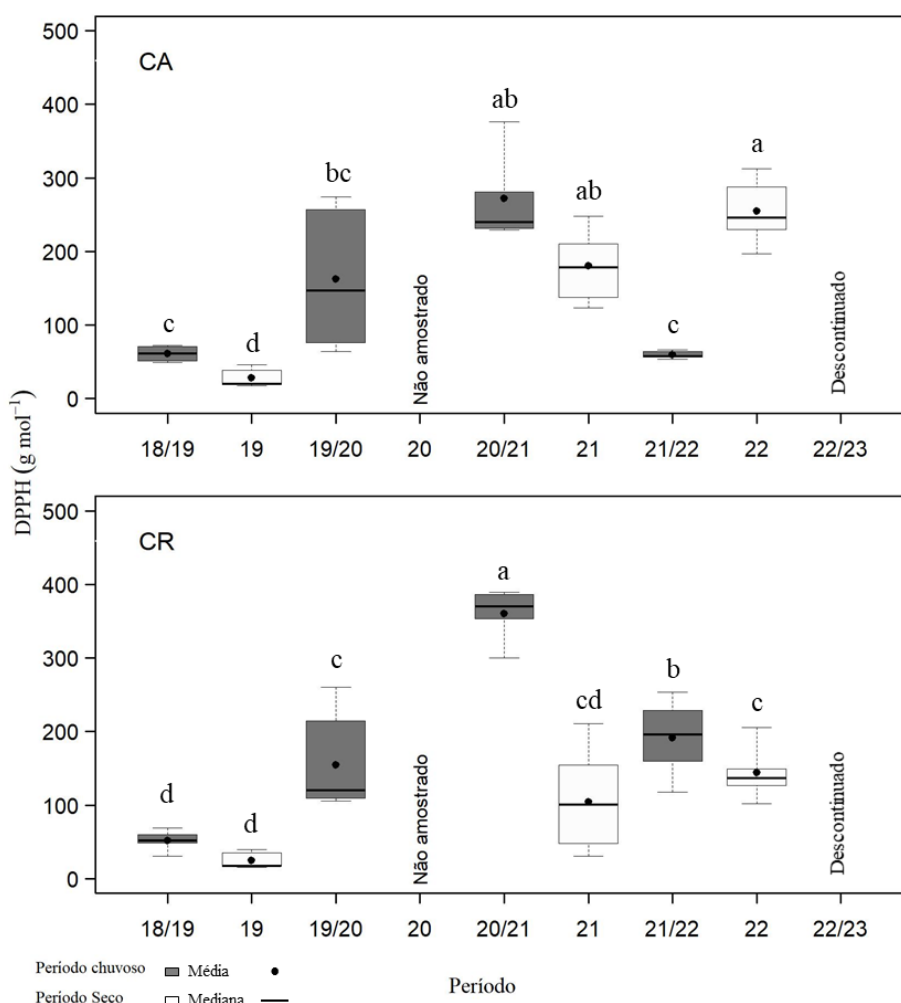 500
400
300
200
100
0
CA
c
d
bc
Não amostrado
ab
ab
c
a
Descontinuado
18/19 19 19/20 20 20/21 21 21/22 22 22/23
DPPH (g mol⁻¹)
500
400
300
200
100
0
CR
d
d
c
Não amostrado
a
cd
b
c
Descontinuado
18/19 19 19/20 20 20/21 21 21/22 22 22/23
Período chuvoso Média
Período Seco Mediana
Período